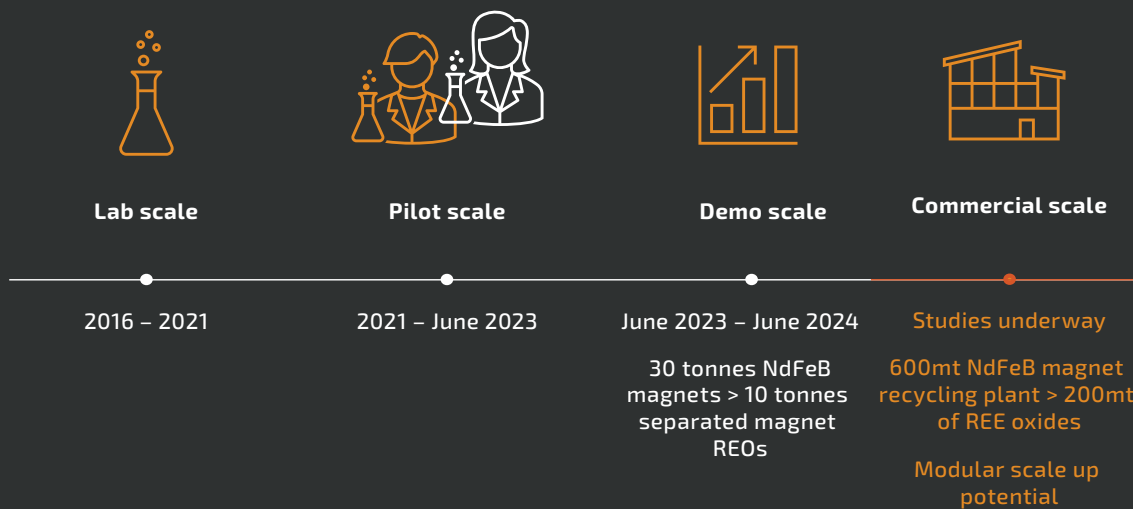 Lab scale
Pilot scale
Demo scale
Commercial scale
2016 – 2021
2021 – June 2023
June 2023 – June 2024
30 tonnes NdFeB
magnets > 10 tonnes
separated magnet
REOs
Studies underway
600mt NdFeB magnet
recycling plant > 200mt
of REE oxides
Modular scale up
potential